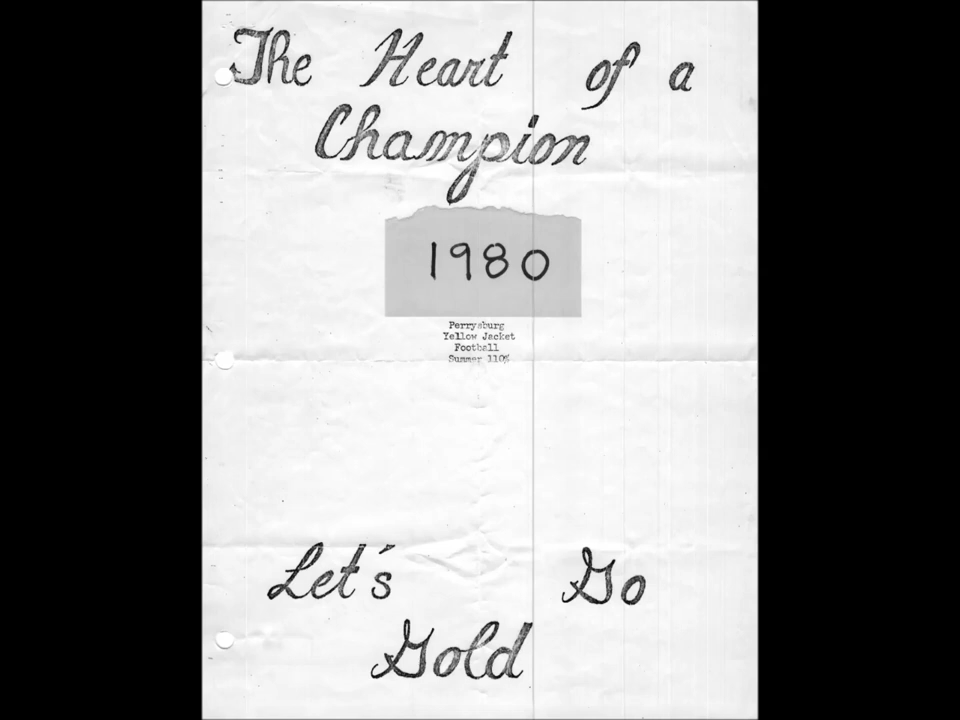 The Heart of a
Champion
1980
Perrysburg
Yellow Jacket
Football
Summer 110%
Let's Go
Gold